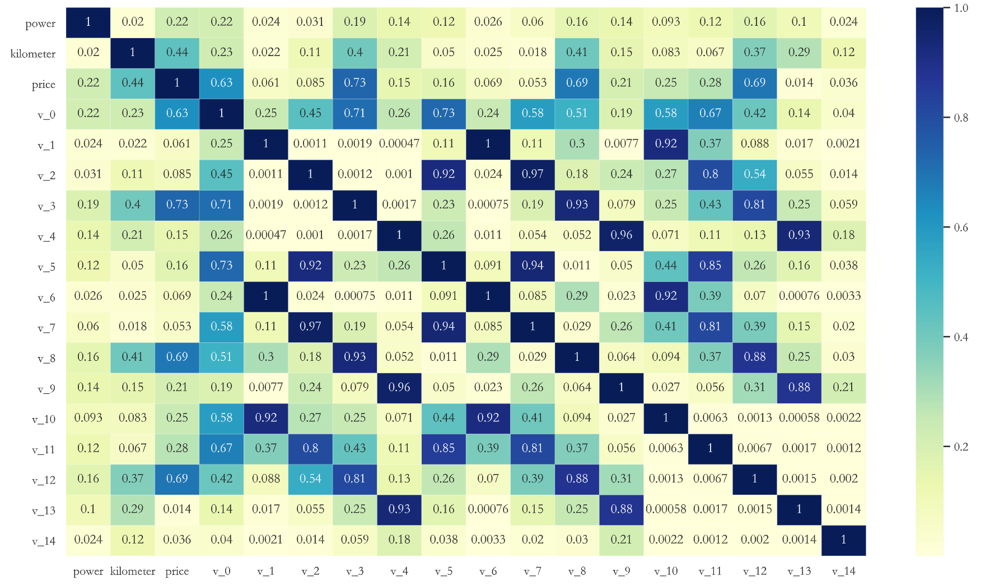 power 1 0.02 0.22 0.22 0.024 0.031 0.19 0.14 0.12 0.026 0.06 0.16 0.14 0.093 0.12 0.16 0.1 0.024 1.0
kilometer 0.02 1 0.44 0.23 0.022 0.11 0.4 0.21 0.05 0.025 0.018 0.41 0.15 0.083 0.067 0.37 0.29 0.12
price 0.22 0.44 1 0.63 0.061 0.085 0.73 0.15 0.16 0.069 0.053 0.69 0.21 0.25 0.28 0.69 0.014 0.036
v_0 0.22 0.23 0.63 1 0.25 0.45 0.71 0.26 0.73 0.24 0.58 0.51 0.19 0.58 0.67 0.42 0.14 0.04 0.8
v_1 0.024 0.022 0.061 0.25 1 0.0011 0.0019 0.00047 0.11 1 0.11 0.3 0.0077 0.92 0.37 0.088 0.017 0.0021
v_2 0.031 0.11 0.085 0.45 0.0011 1 0.0012 0.001 0.92 0.024 0.97 0.18 0.24 0.27 0.8 0.54 0.055 0.014
v_3 0.19 0.4 0.73 0.71 0.0019 0.0012 1 0.0017 0.23 0.00075 0.19 0.93 0.079 0.25 0.43 0.81 0.25 0.059
v_4 0.14 0.21 0.15 0.26 0.00047 0.001 0.0017 1 0.26 0.011 0.054 0.052 0.96 0.071 0.11 0.13 0.93 0.18 0.6
v_5 0.12 0.05 0.16 0.73 0.11 0.92 0.23 0.26 1 0.091 0.94 0.011 0.05 0.44 0.85 0.26 0.16 0.038
v_6 0.026 0.025 0.069 0.24 1 0.024 0.00075 0.011 0.091 1 0.085 0.29 0.023 0.92 0.39 0.07 0.00076 0.0033
v_7 0.06 0.018 0.053 0.58 0.11 0.97 0.19 0.054 0.94 0.085 1 0.029 0.26 0.41 0.81 0.39 0.15 0.02 0.4
v_8 0.16 0.41 0.69 0.51 0.3 0.18 0.93 0.052 0.011 0.29 0.029 1 0.064 0.094 0.37 0.88 0.25 0.03
v_9 0.14 0.15 0.21 0.19 0.0077 0.24 0.079 0.96 0.05 0.023 0.26 0.064 1 0.027 0.056 0.31 0.88 0.21
v_10 0.093 0.083 0.25 0.58 0.92 0.27 0.25 0.071 0.44 0.92 0.41 0.094 0.027 1 0.0063 0.0013 0.00058 0.0022
v_11 0.12 0.067 0.28 0.67 0.37 0.8 0.43 0.11 0.85 0.39 0.81 0.37 0.056 0.0063 1 0.0067 0.0017 0.0012 0.2
v_12 0.16 0.37 0.69 0.42 0.088 0.54 0.81 0.13 0.26 0.07 0.39 0.88 0.31 0.0013 0.0067 1 0.0015 0.002
v_13 0.1 0.29 0.014 0.14 0.017 0.055 0.25 0.93 0.16 0.00076 0.15 0.25 0.88 0.00058 0.0017 0.0015 1 0.0014
v_14 0.024 0.12 0.036 0.04 0.0021 0.014 0.059 0.18 0.038 0.0033 0.02 0.03 0.21 0.0022 0.0012 0.002 0.0014 1
power kilometer price v_0 v_1 v_2 v_3 v_4 v_5 v_6 v_7 v_8 v_9 v_10 v_11 v_12 v_13 v_14